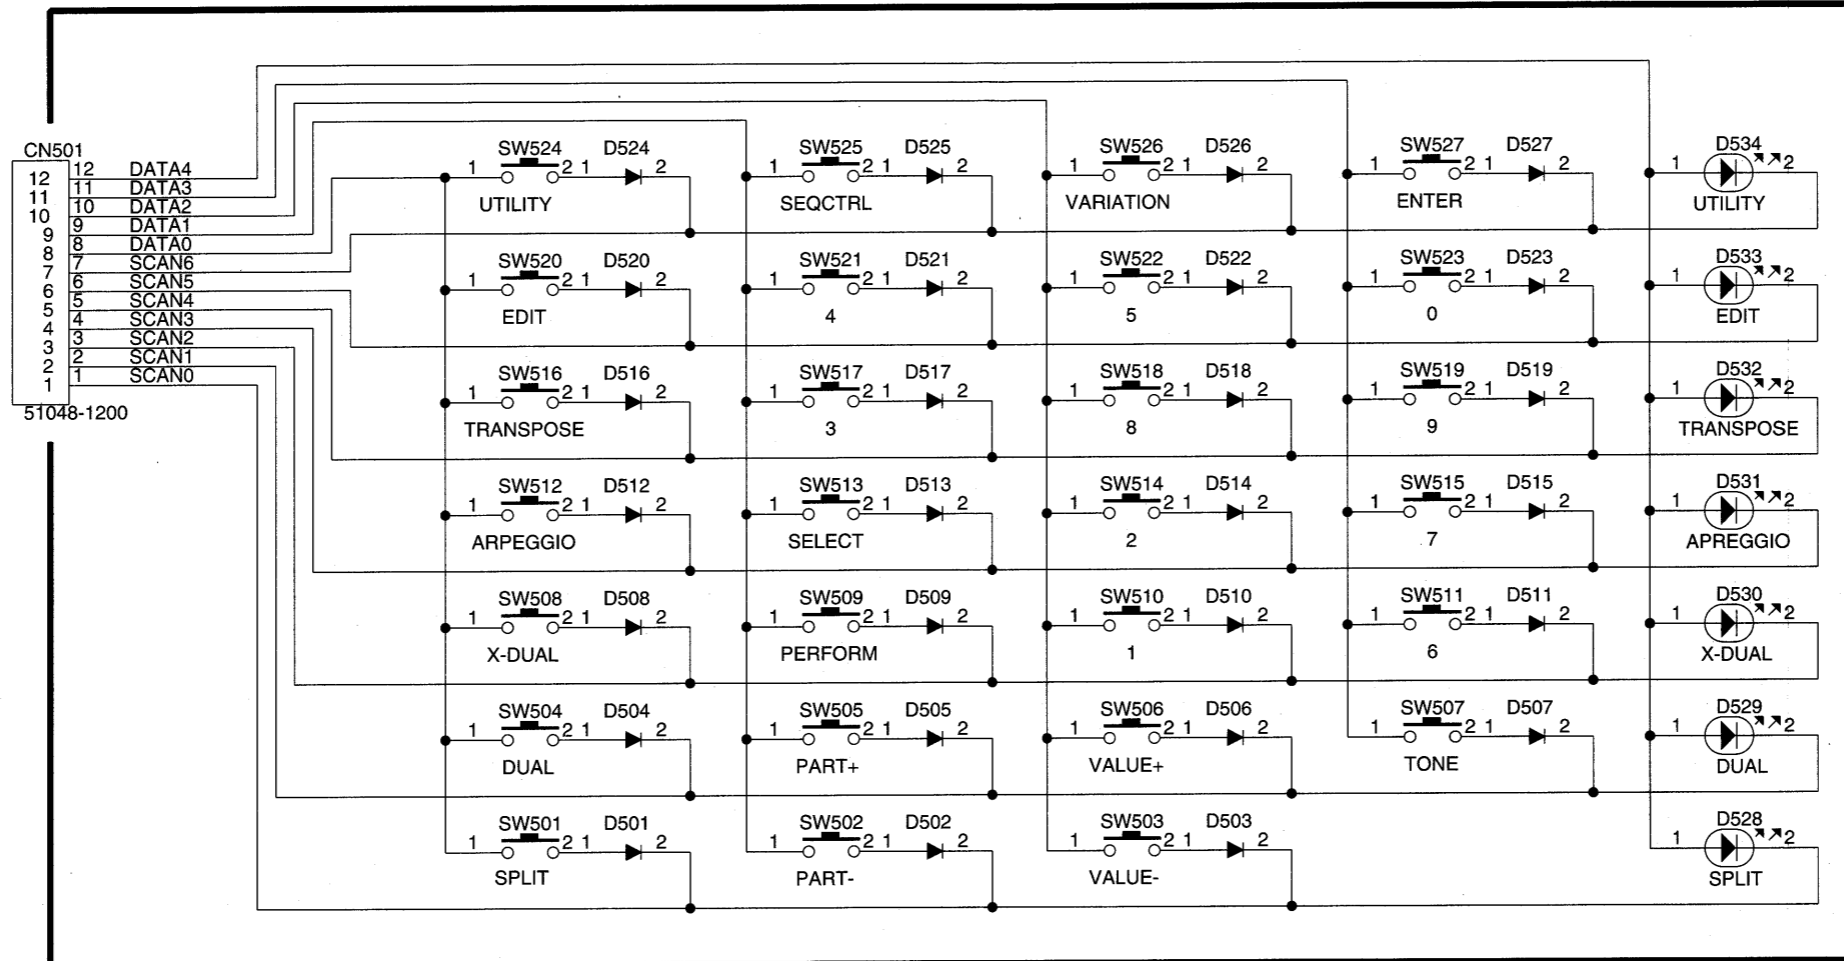 CN501
12 12 DATA4
11 11 DATA3
10 10 DATA2
9 9 DATA1
8 8 DATA0
7 7 SCAN6
6 6 SCAN5
5 5 SCAN4
4 4 SCAN3
3 3 SCAN2
2 2 SCAN1
1 1 SCAN0
51048-1200
SW524 D524 SW525 D525 SW526 D526 SW527 D527 D534
1 2 1 2 1 2 1 2 1 2 1 2 1 2 1 2 1 2
UTILITY SEQCTRL VARIATION ENTER UTILITY
SW520 D520 SW521 D521 SW522 D522 SW523 D523 D533
1 2 1 2 1 2 1 2 1 2 1 2 1 2 1 2 1 2
EDIT 4 5 0 EDIT
SW516 D516 SW517 D517 SW518 D518 SW519 D519 D532
1 2 1 2 1 2 1 2 1 2 1 2 1 2 1 2 1 2
TRANSPOSE 3 8 9 TRANSPOSE
SW512 D512 SW513 D513 SW514 D514 SW515 D515 D531
1 2 1 2 1 2 1 2 1 2 1 2 1 2 1 2 1 2
ARPEGGIO SELECT 2 7 APREGGIO
SW508 D508 SW509 D509 SW510 D510 SW511 D511 D530
1 2 1 2 1 2 1 2 1 2 1 2 1 2 1 2 1 2
X-DUAL PERFORM 1 6 X-DUAL
SW504 D504 SW505 D505 SW506 D506 SW507 D507 D529
1 2 1 2 1 2 1 2 1 2 1 2 1 2 1 2 1 2
DUAL PART+ VALUE+ TONE DUAL
SW501 D501 SW502 D502 SW503 D503 D528
1 2 1 2 1 2 1 2 1 2 1 2 1 2
SPLIT PART- VALUE- SPLIT